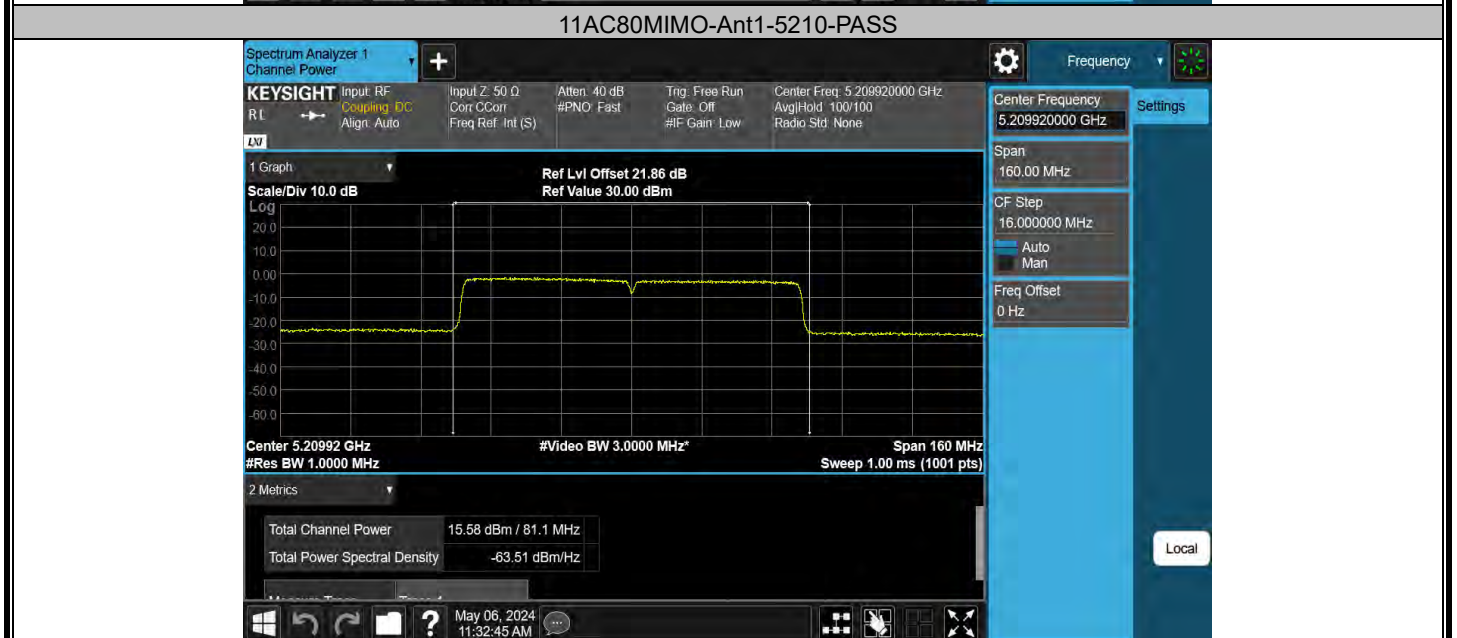 11AC80MIMO-Ant1-5210-PASS
Spectrum Analyzer 1
Channel Power
+
Frequency
KEYSIGHT
RL
LXI
Input: RF
Coupling: DC
Align: Auto
Input Z: 50 Ω
Corr CCorr
Freq Ref: Int (S)
Atten: 40 dB
#PNO: Fast
Trig: Free Run
Gate: Off
#IF Gain: Low
Center Freq: 5.209920000 GHz
Avg|Hold: 100/100
Radio Std: None
Center Frequency
5.209920000 GHz
Settings
Span
160.00 MHz
CF Step
16.000000 MHz
Auto
Man
Freq Offset
0 Hz
1 Graph
Scale/Div 10.0 dB
Ref Lvl Offset 21.86 dB
Ref Value 30.00 dBm
Log
20.0
10.0
0.00
-10.0
-20.0
-30.0
-40.0
-50.0
-60.0
Center 5.20992 GHz
#Res BW 1.0000 MHz
#Video BW 3.0000 MHz*
Span 160 MHz
Sweep 1.00 ms (1001 pts)
2 Metrics
Total Channel Power 15.58 dBm / 81.1 MHz
Total Power Spectral Density -63.51 dBm/Hz
Local
?
May 06, 2024
11:32:45 AM